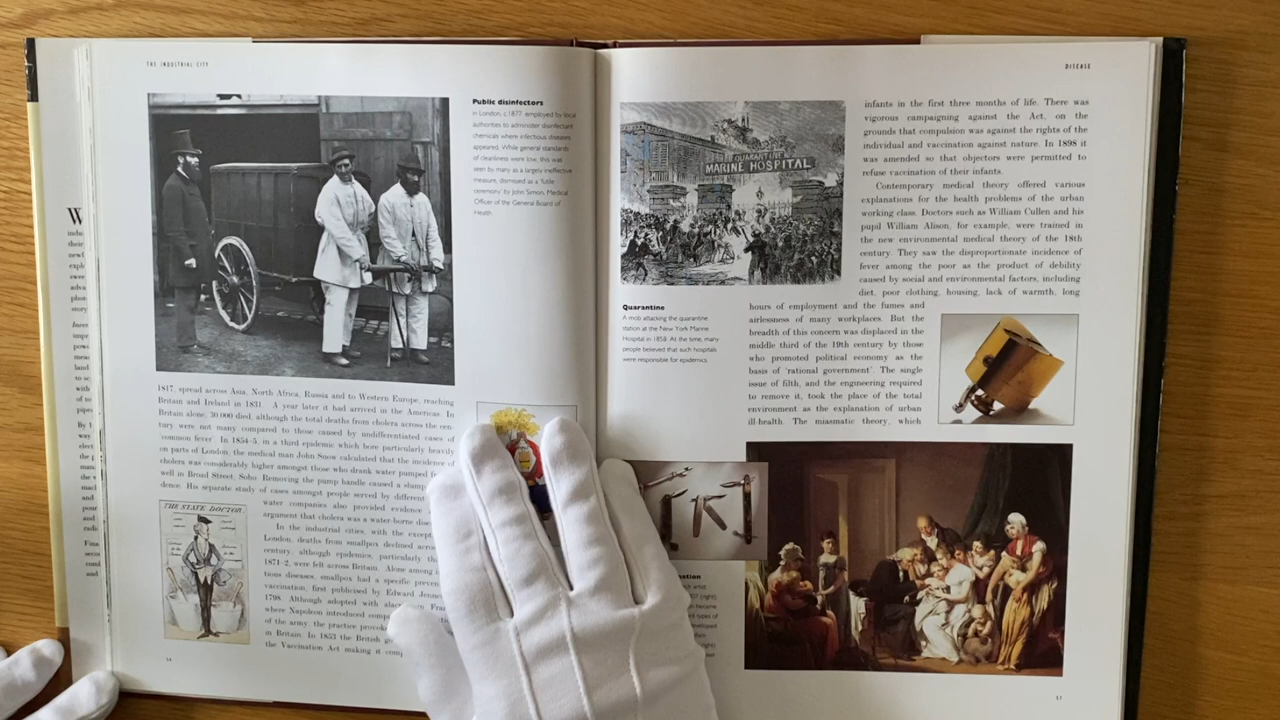 THE INDUSTRIAL CITY
Public disinfectors
in London, c.1877, employed by local
authorities to administer disinfectant
chemicals where infectious diseases
appeared. While general standards
of cleanliness were low, this was
seen by many as a largely ineffective
measure, dismissed as a 'futile
ceremony' by John Simon, Medical
Officer of the General Board of
Health.
1817, spread across Asia, North Africa, Russia and to Western Europe, reaching
Britain and Ireland in 1831. A year later it had arrived in the Americas. In
Britain alone, 30 000 died, although the total deaths from cholera across the cen-
tury were not many compared to those caused by undifferentiated cases of
'common fever'. In 1854-5, in a third epidemic which bore particularly heavily
on parts of London, the medical man John Snow calculated that the incidence of
cholera was considerably higher amongst those who drank water pumped
well in Broad Street, Soho. Removing the pump handle caused a slump
dence. His separate study of cases amongst people served by different
water companies also provided evidence
argument that cholera was a water-borne
In the industrial cities, with the
London, deaths from smallpox declined
century, although epidemics, particularly
1871-2, were felt across Britain. Alone among
tious diseases, smallpox had a specific
vaccination, first publicised by Edward
1798. Although adopted with
where Napoleon introduced
of the army, the practice
in Britain. In 1853 the British
the Vaccination Act making it
THE STATE DOCTOR
DISEASE
QUARANTINE
MARINE HOSPITAL
Quarantine
A mob attacking the quarantine
station at the New York Marine
Hospital in 1858. At the time, many
people believed that such hospitals
were responsible for epidemics.
infants in the first three months of life. There was
vigorous campaigning against the Act, on the
grounds that compulsion was against the rights of the
individual and vaccination against nature. In 1898 it
was amended so that objectors were permitted to
refuse vaccination of their infants.
Contemporary medical theory offered various
explanations for the health problems of the urban
working class. Doctors such as William Cullen and his
pupil William Alison, for example, were trained in
the new environmental medical theory of the 18th
century. They saw the disproportionate incidence of
fever among the poor as the product of debility
caused by social and environmental factors, including
diet, poor clothing, housing, lack of warmth, long
hours of employment and the fumes and
airlessness of many workplaces. But the
breadth of this concern was displaced in the
middle third of the 19th century by those
who promoted political economy as the
basis of 'rational government'. The single
issue of filth, and the engineering required
to remove it, took the place of the total
environment as the explanation of urban
ill-health. The miasmatic theory, which